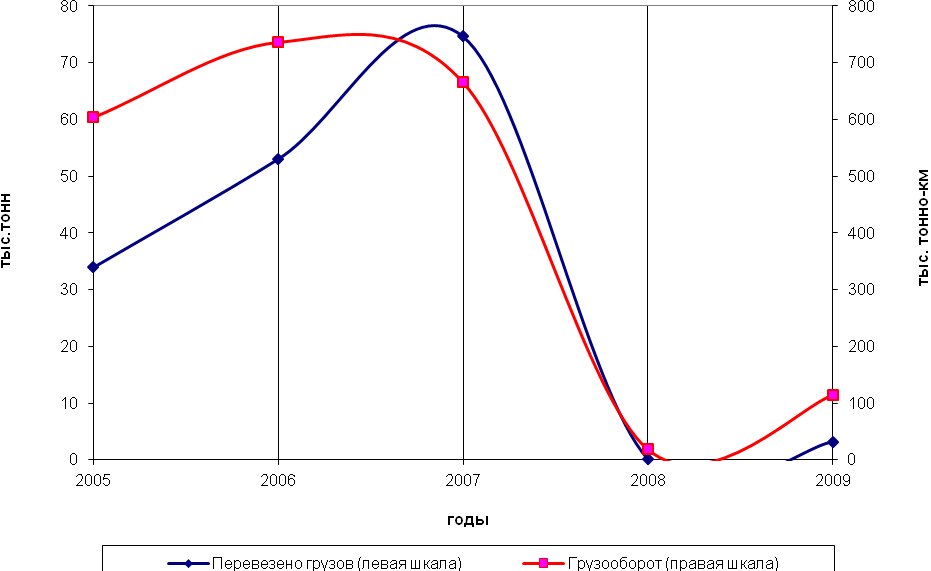 80 800
70 700
60 600
50 500
40 400
30 300
20 200
10 100
0 0
тыс.тонн
тыс. тонно-км
2005 2006 2007 2008 2009
годы
Перевезено грузов (левая шкала) Грузооборот (правая шкала)